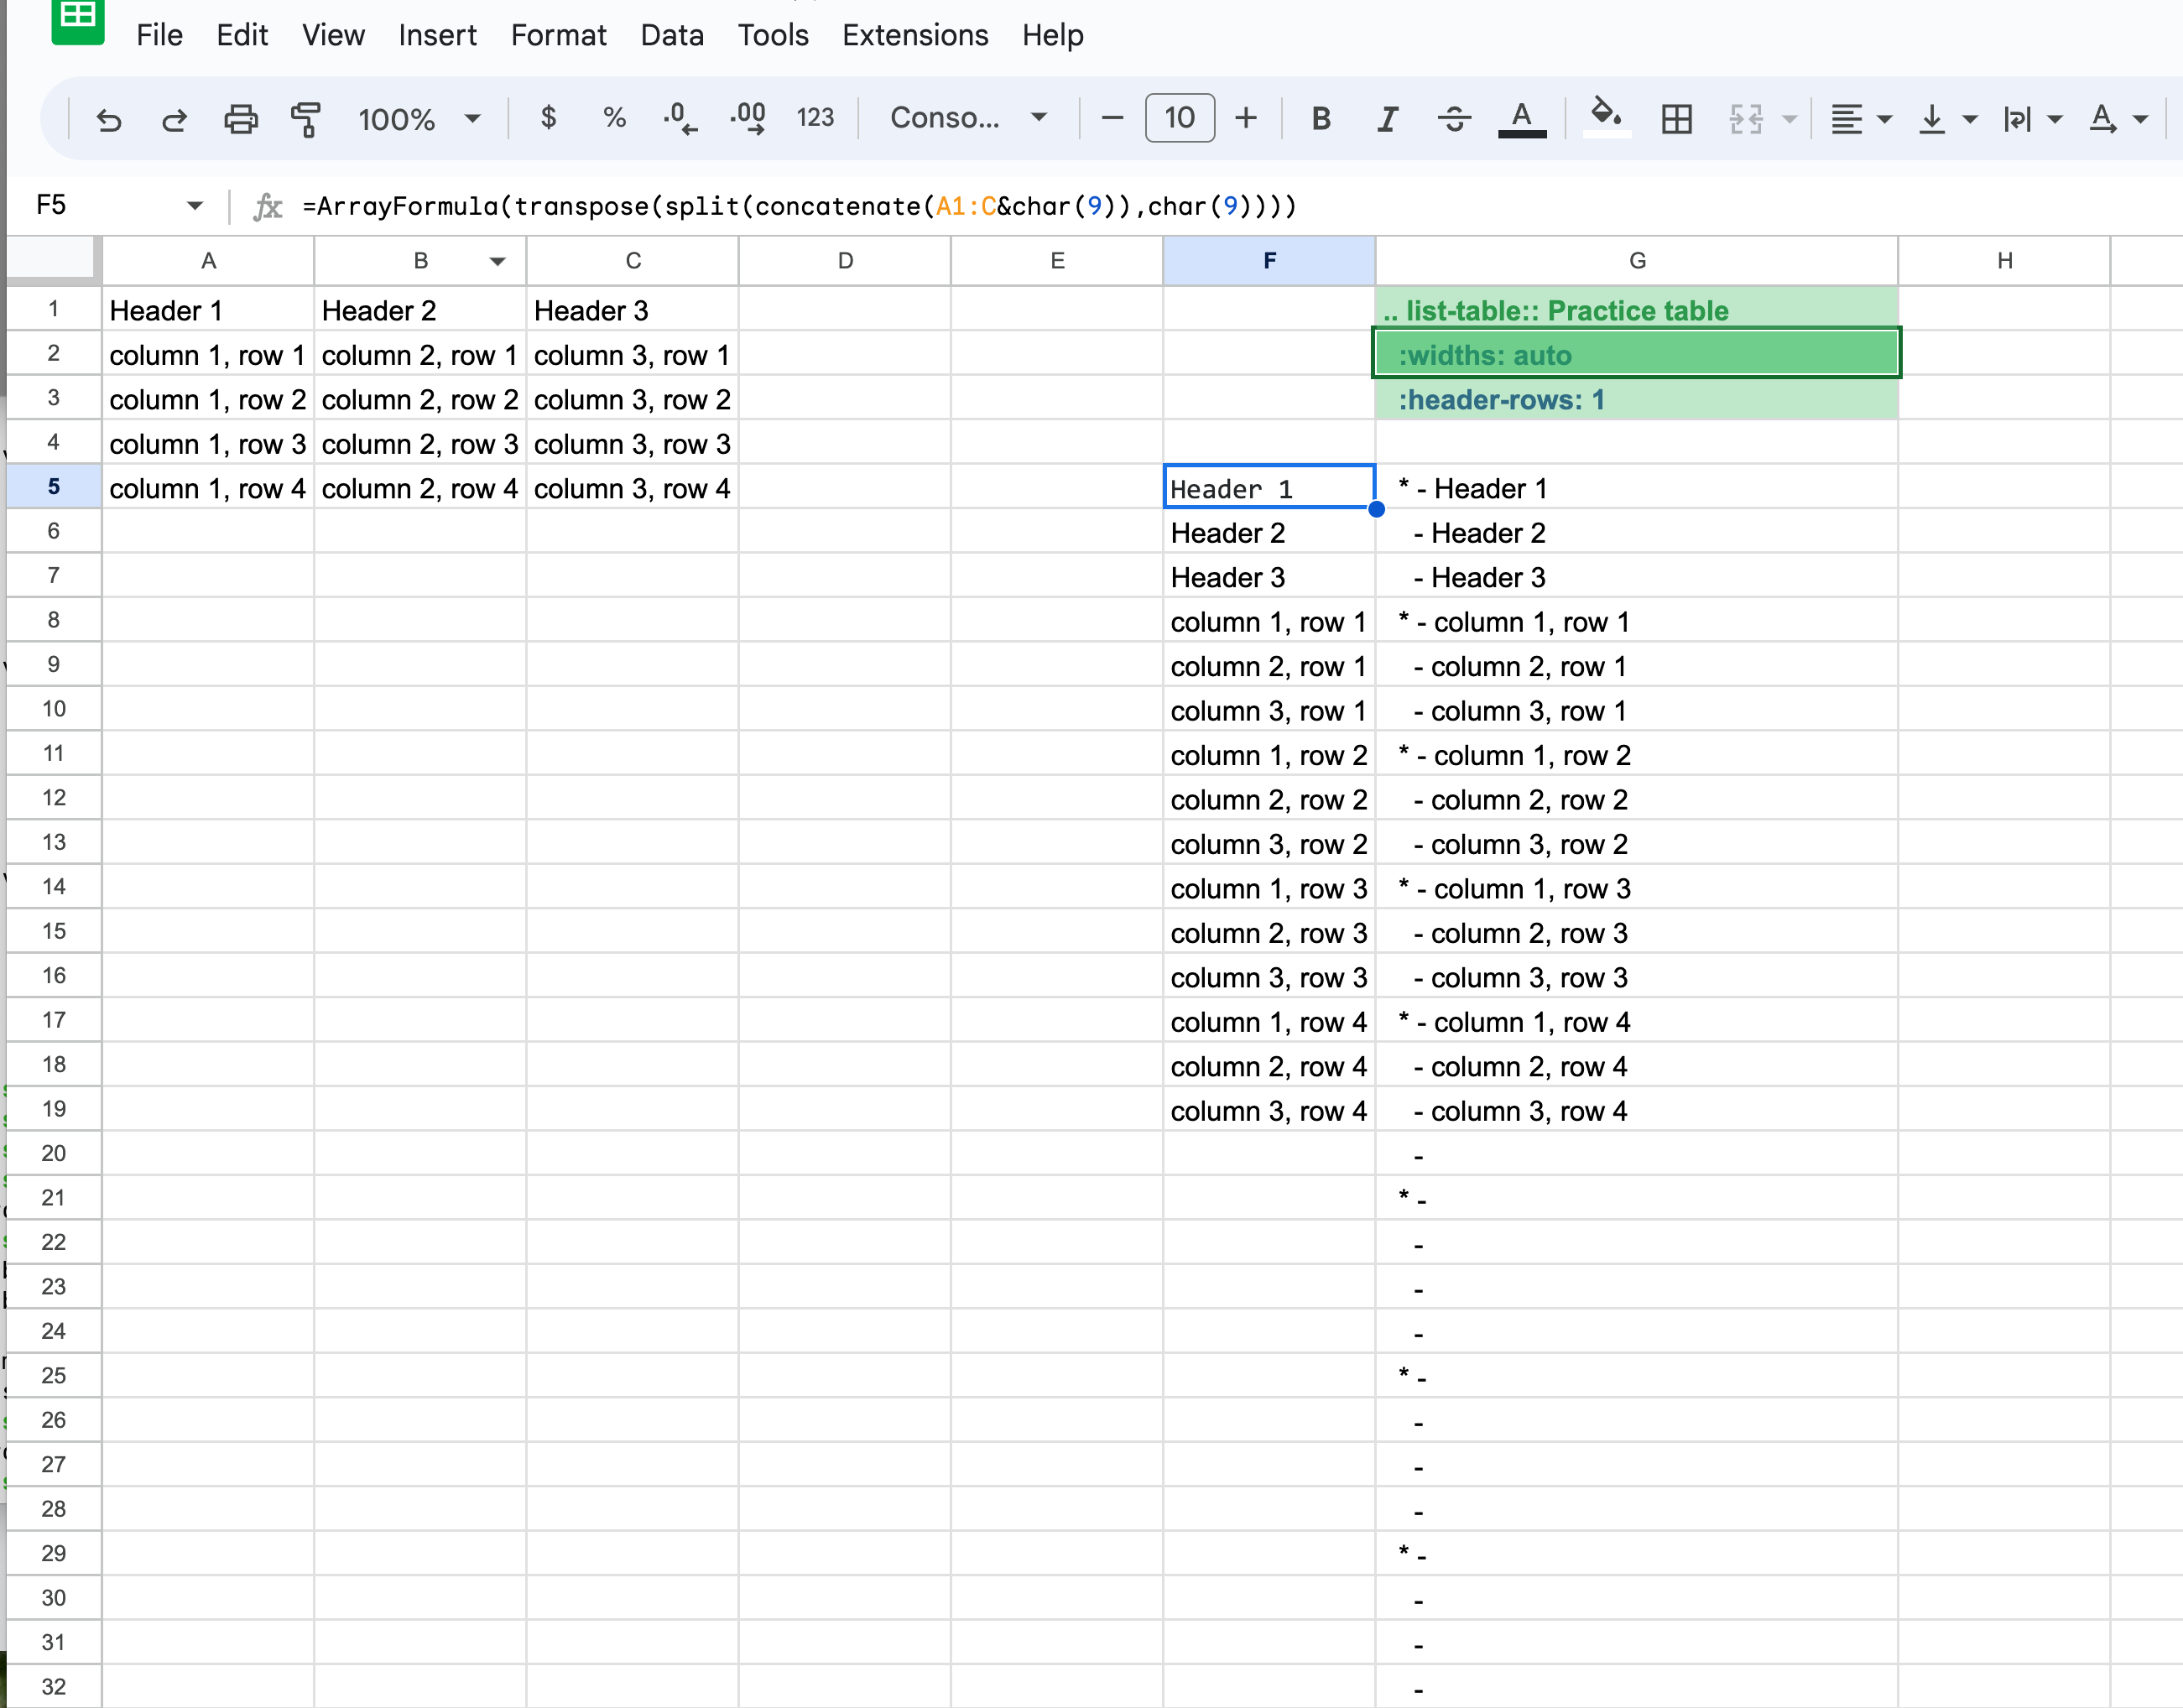 File Edit View Insert Format Data Tools Extensions Help
100% $ % .0 .00 123 Conso... 10 B I A A
F5 fx =ArrayFormula(transpose(split(concatenate(A1:C&char(9)),char(9))))
A B C D E F G H
1 Header 1 Header 2 Header 3 .. list-table:: Practice table
2 column 1, row 1 column 2, row 1 column 3, row 1 :widths: auto
3 column 1, row 2 column 2, row 2 column 3, row 2 :header-rows: 1
4 column 1, row 3 column 2, row 3 column 3, row 3
5 column 1, row 4 column 2, row 4 column 3, row 4 Header 1 * - Header 1
6 Header 2 - Header 2
7 Header 3 - Header 3
8 column 1, row 1 * - column 1, row 1
9 column 2, row 1 - column 2, row 1
10 column 3, row 1 - column 3, row 1
11 column 1, row 2 * - column 1, row 2
12 column 2, row 2 - column 2, row 2
13 column 3, row 2 - column 3, row 2
14 column 1, row 3 * - column 1, row 3
15 column 2, row 3 - column 2, row 3
16 column 3, row 3 - column 3, row 3
17 column 1, row 4 * - column 1, row 4
18 column 2, row 4 - column 2, row 4
19 column 3, row 4 - column 3, row 4
20 -
21 * -
22 -
23 -
24 -
25 * -
26 -
27 -
28 -
29 * -
30 -
31 -
32 -